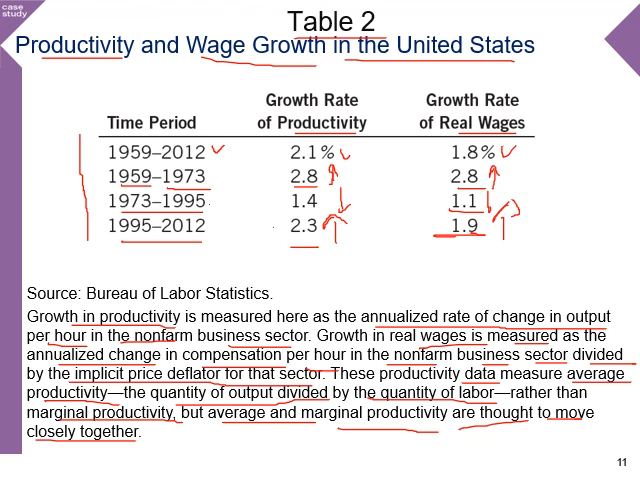 case
study
Table 2
Productivity and Wage Growth in the United States
Growth Rate Growth Rate
Time Period of Productivity of Real Wages
1959–2012 2.1% 1.8%
1959–1973 2.8 2.8
1973–1995 1.4 1.1
1995–2012 2.3 1.9
Source: Bureau of Labor Statistics.
Growth in productivity is measured here as the annualized rate of change in output
per hour in the nonfarm business sector. Growth in real wages is measured as the
annualized change in compensation per hour in the nonfarm business sector divided
by the implicit price deflator for that sector. These productivity data measure average
productivity—the quantity of output divided by the quantity of labor—rather than
marginal productivity, but average and marginal productivity are thought to move
closely together.
11